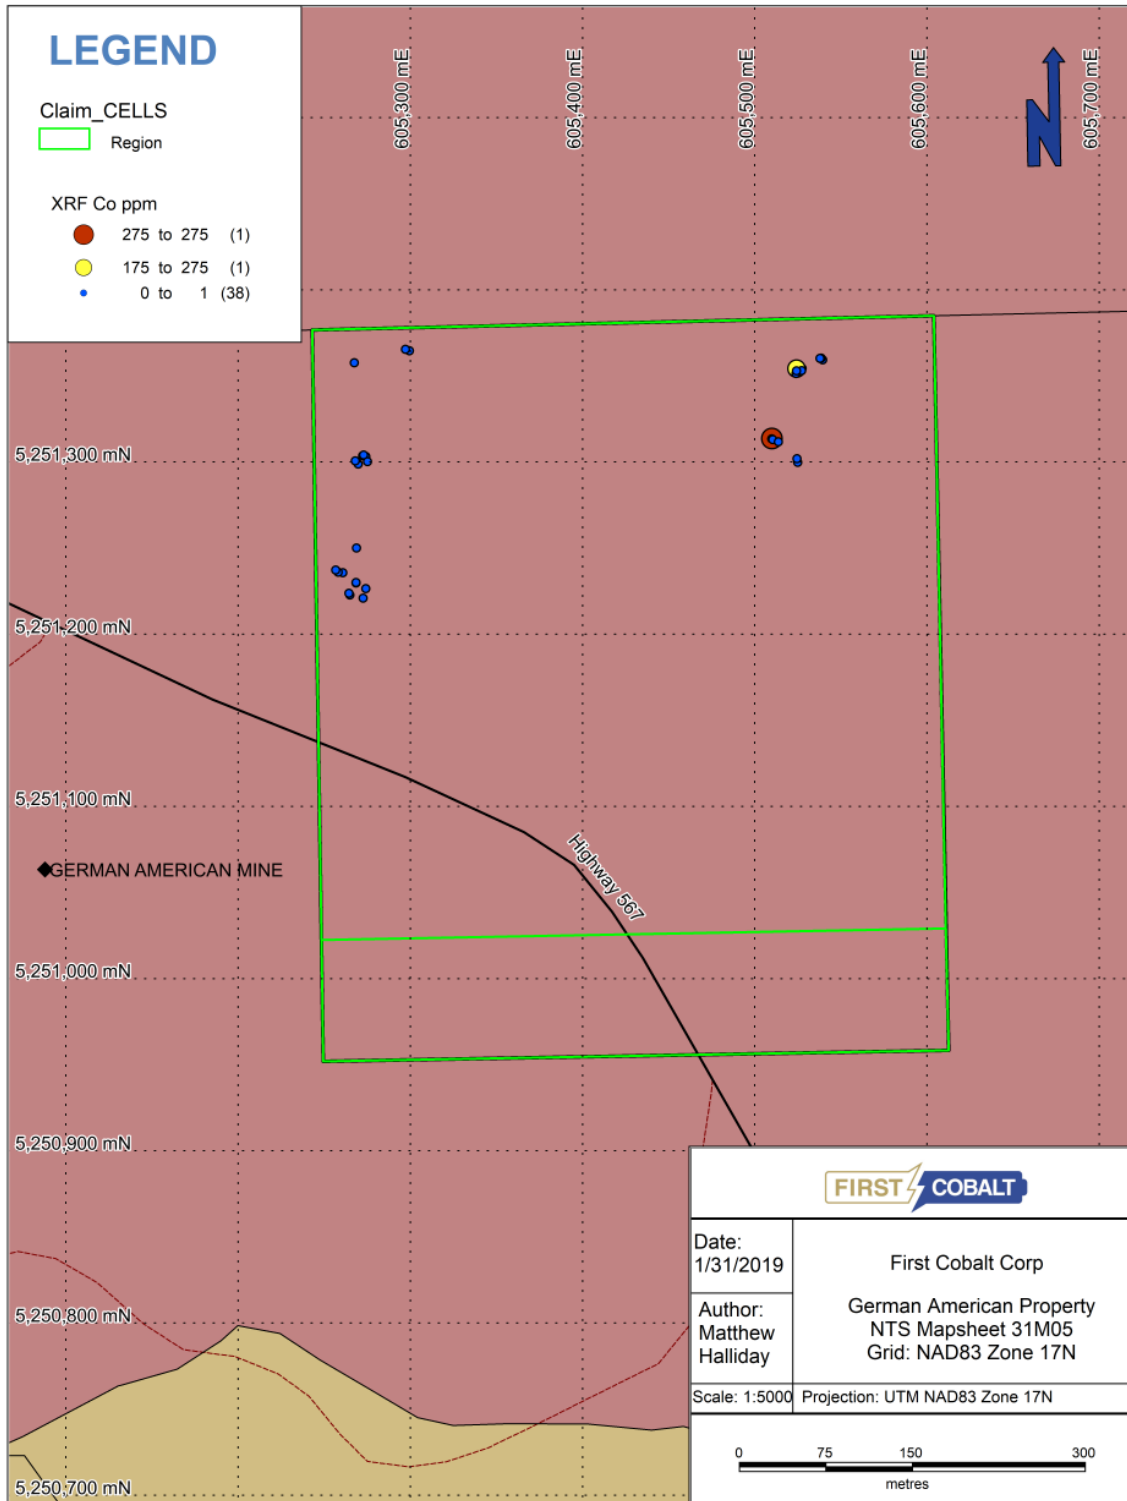 LEGEND
Claim_CELLS
Region
XRF Co ppm
275 to 275 (1)
175 to 275 (1)
0 to 1 (38)
605,300 mE
605,400 mE
605,500 mE
605,600 mE
605,700 mE
N
5,251,300 mN
5,251,200 mN
5,251,100 mN
GERMAN AMERICAN MINE
Highway 567
5,251,000 mN
5,250,900 mN
5,250,800 mN
5,250,700 mN
FIRST COBALT
Date:
1/31/2019
First Cobalt Corp
Author:
Matthew
Halliday
German American Property
NTS Mapsheet 31M05
Grid: NAD83 Zone 17N
Scale: 1:5000
Projection: UTM NAD83 Zone 17N
0 75 150 300
metres